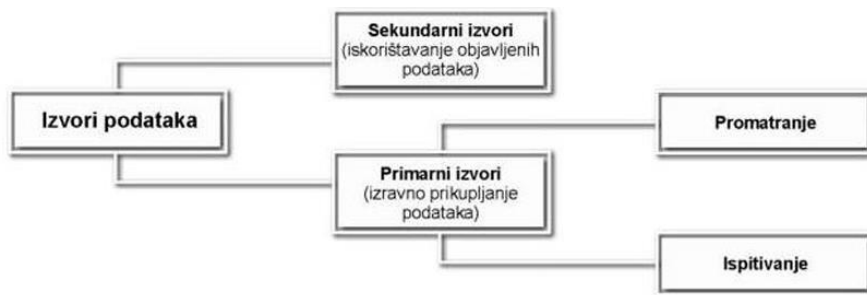 Sekundarni izvori
(iskorištavanje objavljenih
podataka)
Izvori podataka
Promatranje
Primarni izvori
(izravno prikupljanje
podataka)
Ispitivanje